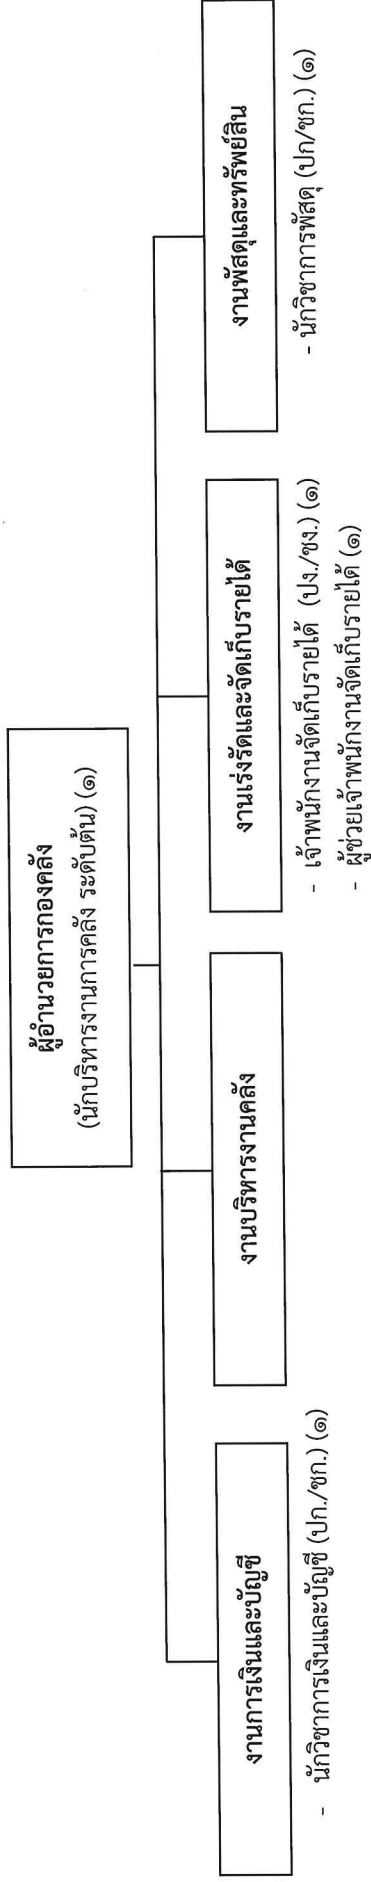 ผู้อำนวยการกองคลัง
(นักบริหารงานการคลัง ระดับต้น) (๑)
งานการเงินและบัญชี
- นักวิชาการเงินและบัญชี (ปก./ชก.) (๑)
งานบริหารงานคลัง
งานเร่งรัดและจัดเก็บรายได้
- เจ้าพนักงานจัดเก็บรายได้ (ปง./ชง.) (๑)
- ผู้ช่วยเจ้าพนักงานจัดเก็บรายได้ (๑)
งานพัสดุและทรัพย์สิน
- นักวิชาการพัสดุ (ปก/ชก.) (๑)